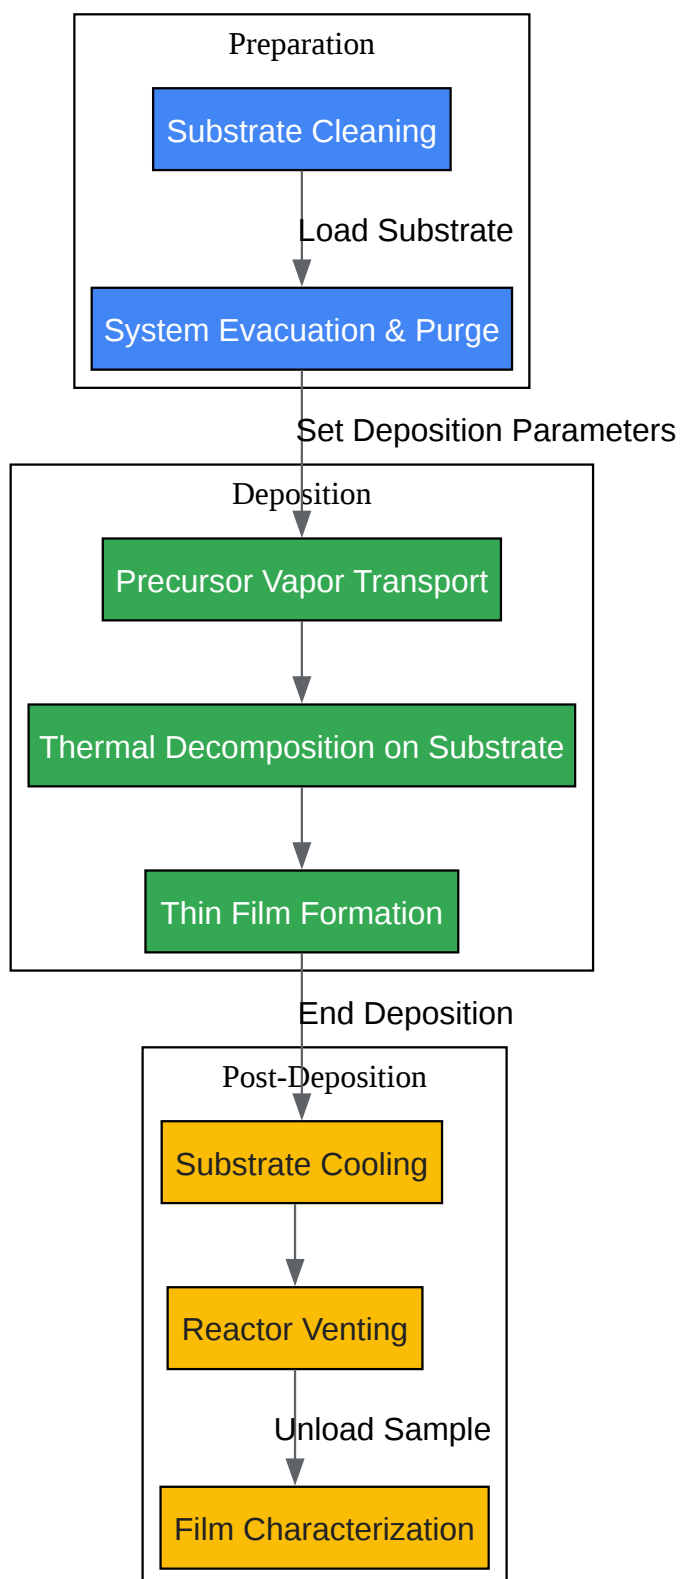 Preparation
Substrate Cleaning
Load Substrate
System Evacuation & Purge
Set Deposition Parameters
Deposition
Precursor Vapor Transport
Thermal Decomposition on Substrate
Thin Film Formation
End Deposition
Post-Deposition
Substrate Cooling
Reactor Venting
Unload Sample
Film Characterization